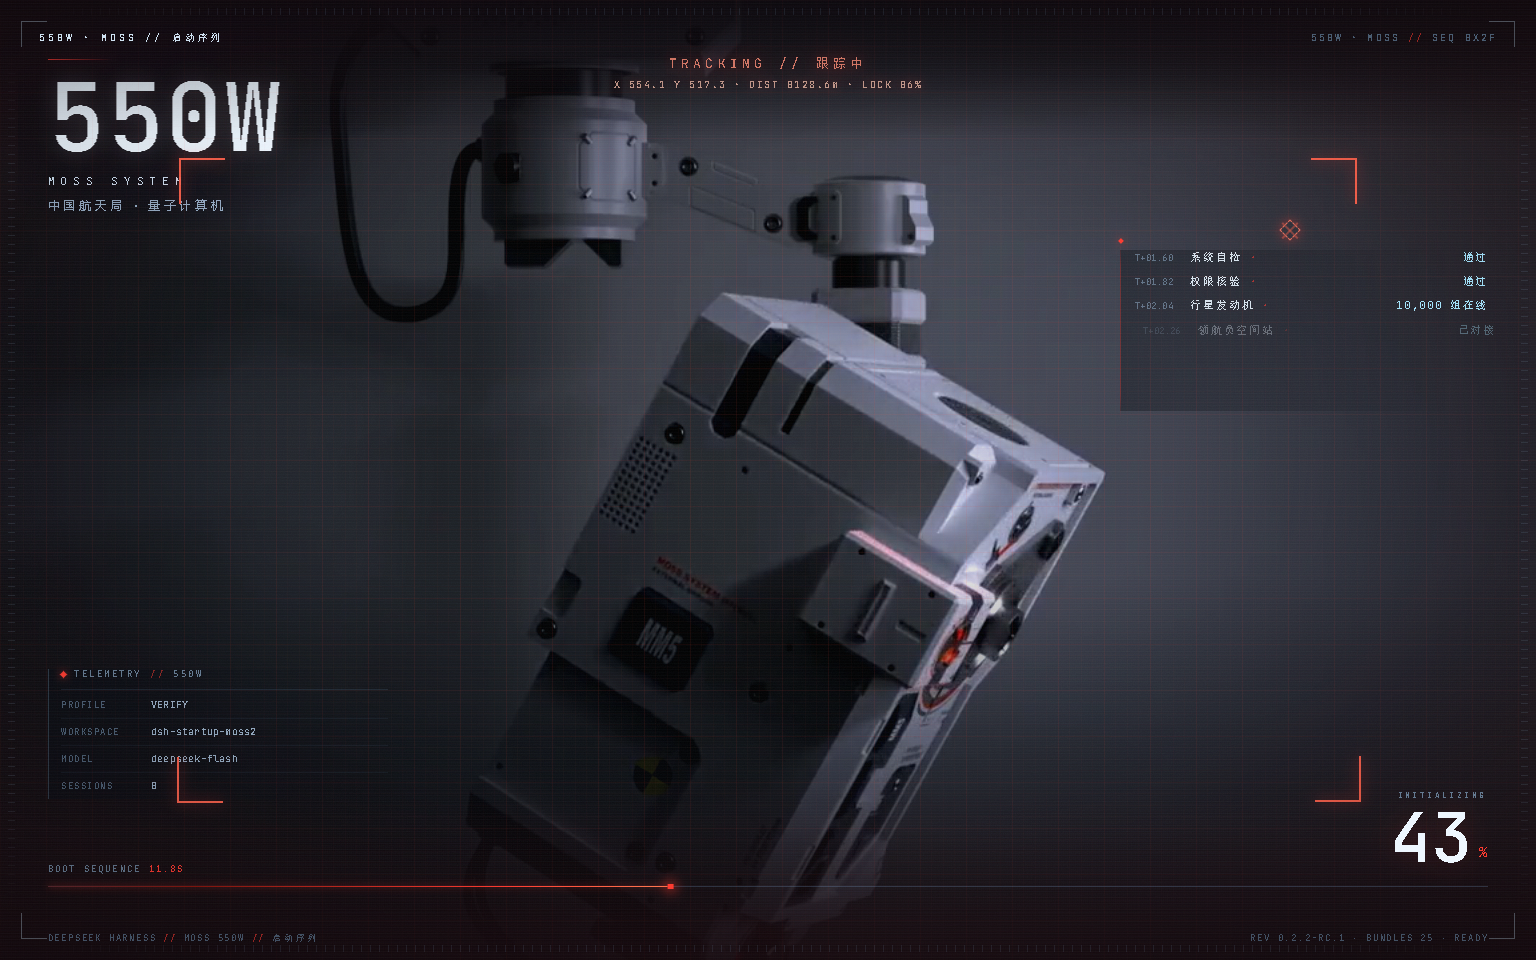 550W · MOSS // 启动序列
550W · MOSS // SEQ 0X2F
TRACKING // 跟踪中
X 554.1 Y 517.3 · DIST 8128.6m · LOCK 86%
550W
MOSS SYSTEM
中国航天局 · 量子计算机
T+01.60 系统自检 · 通过
T+01.82 权限核验 · 通过
T+02.04 行星发动机 · 10,000 组在线
T+02.26 领航员空间站 · 已对接
MOSS SYSTEM
MM5
TELEMETRY // 550W
PROFILE VERIFY
WORKSPACE dsh-startup-moss2
MODEL deepseek-flash
SESSIONS 8
INITIALIZING
43 %
BOOT SEQUENCE 11.8S
DEEPSEEK HARNESS // MOSS 550W // 启动序列
REV 0.2.2-RC.1 · BUNDLES 25 · READY